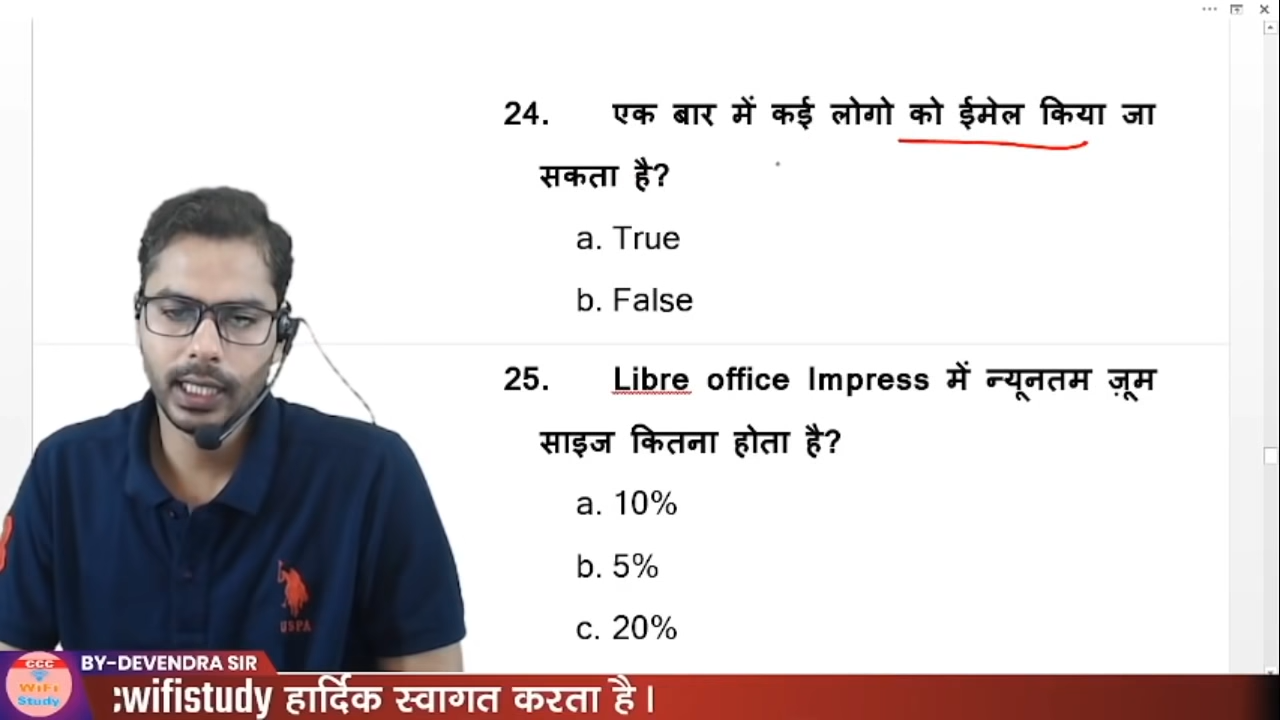 24. एक बार में कई लोगो को ईमेल किया जा
सकता है?
a. True
b. False
25. Libre office Impress में न्यूनतम ज़ूम
साइज कितना होता है?
a. 10%
b. 5%
c. 20%
USPA
CCC
WiFi
Study
BY-DEVENDRA SIR
:wifistudy हार्दिक स्वागत करता है।